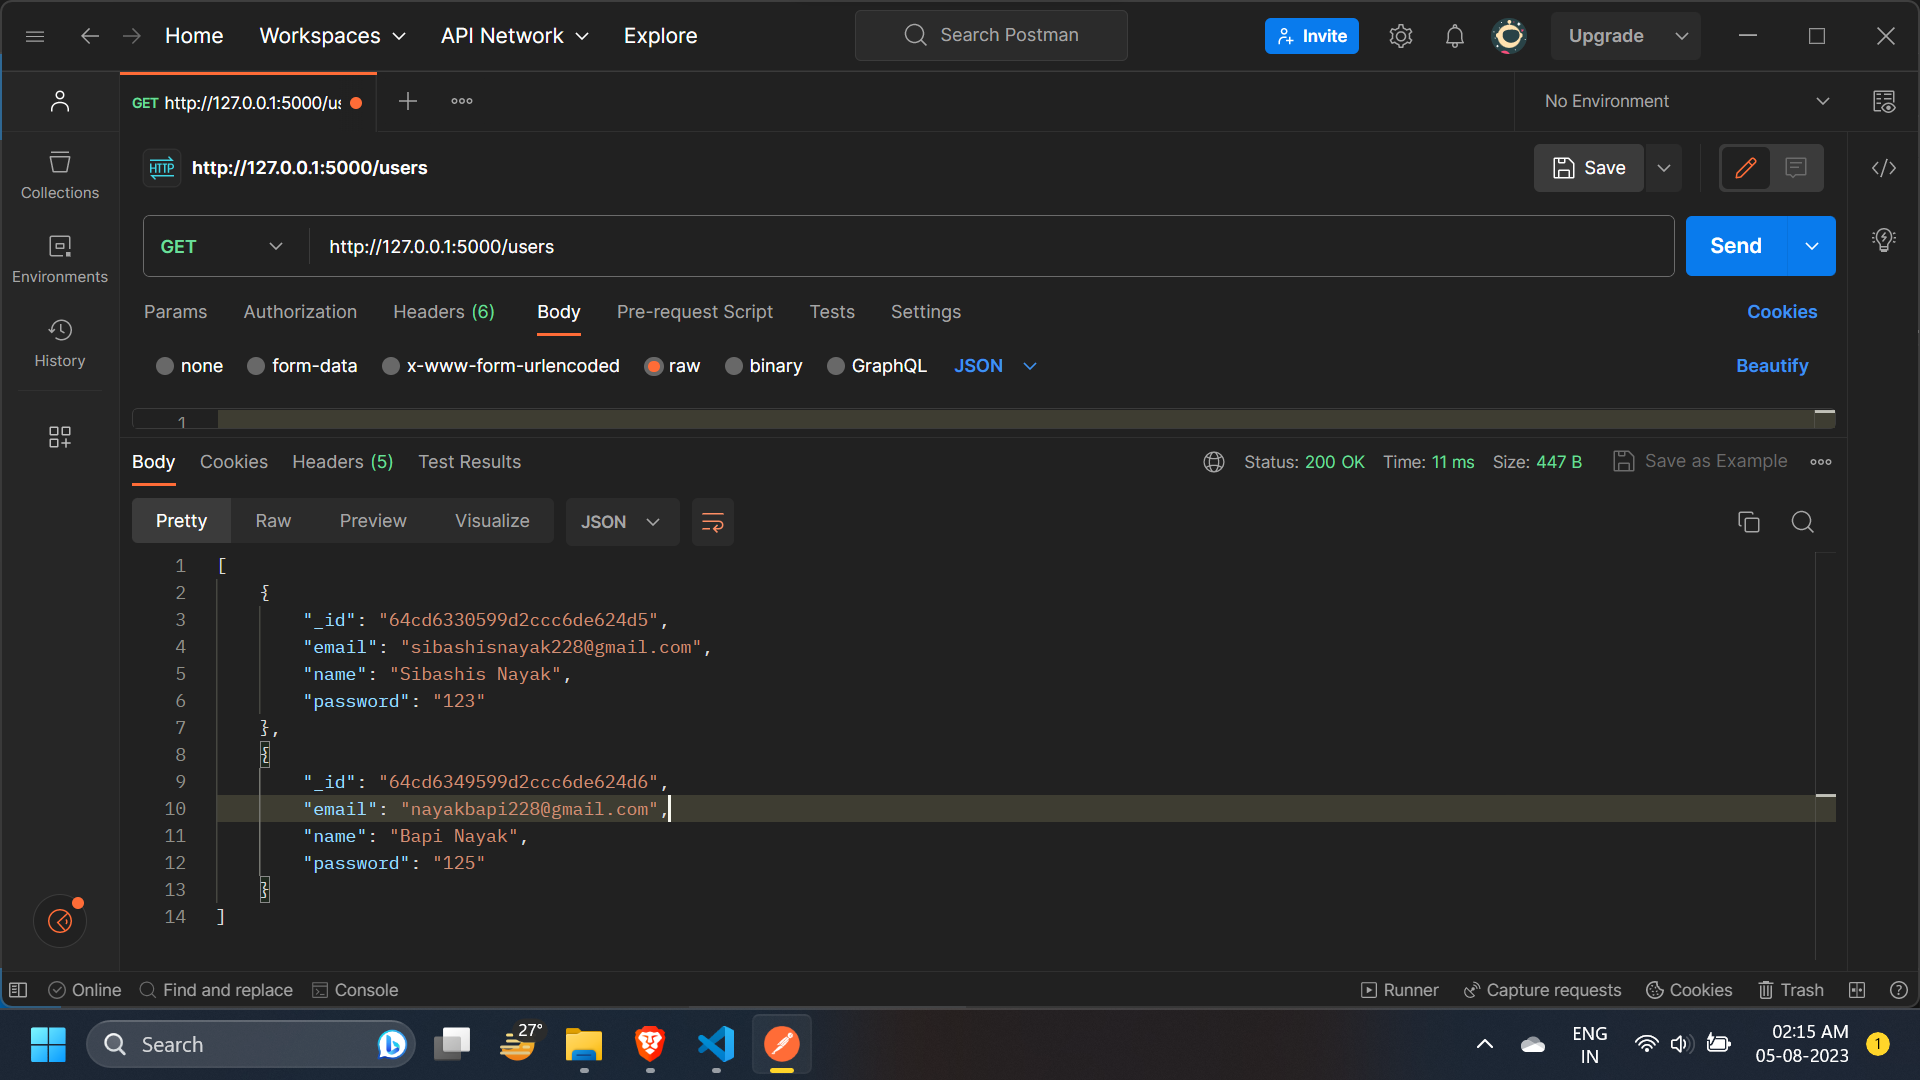 Home Workspaces API Network Explore Search Postman Invite Upgrade
GET http://127.0.0.1:5000/us No Environment
HTTP http://127.0.0.1:5000/users Save
Collections
GET http://127.0.0.1:5000/users Send
Environments
Params Authorization Headers (6) Body Pre-request Script Tests Settings Cookies
History
none form-data x-www-form-urlencoded raw binary GraphQL JSON Beautify
1
Body Cookies Headers (5) Test Results Status: 200 OK Time: 11 ms Size: 447 B Save as Example
Pretty Raw Preview Visualize JSON
1 [
2 {
3 "_id": "64cd6330599d2ccc6de624d5",
4 "email": "sibashisnayak228@gmail.com",
5 "name": "Sibashis Nayak",
6 "password": "123"
7 },
8 {
9 "_id": "64cd6349599d2ccc6de624d6",
10 "email": "nayakbapi228@gmail.com",
11 "name": "Bapi Nayak",
12 "password": "125"
13 }
14 ]
Online Find and replace Console Runner Capture requests Cookies Trash
Search 27° ENG 02:15 AM 1
IN 05-08-2023